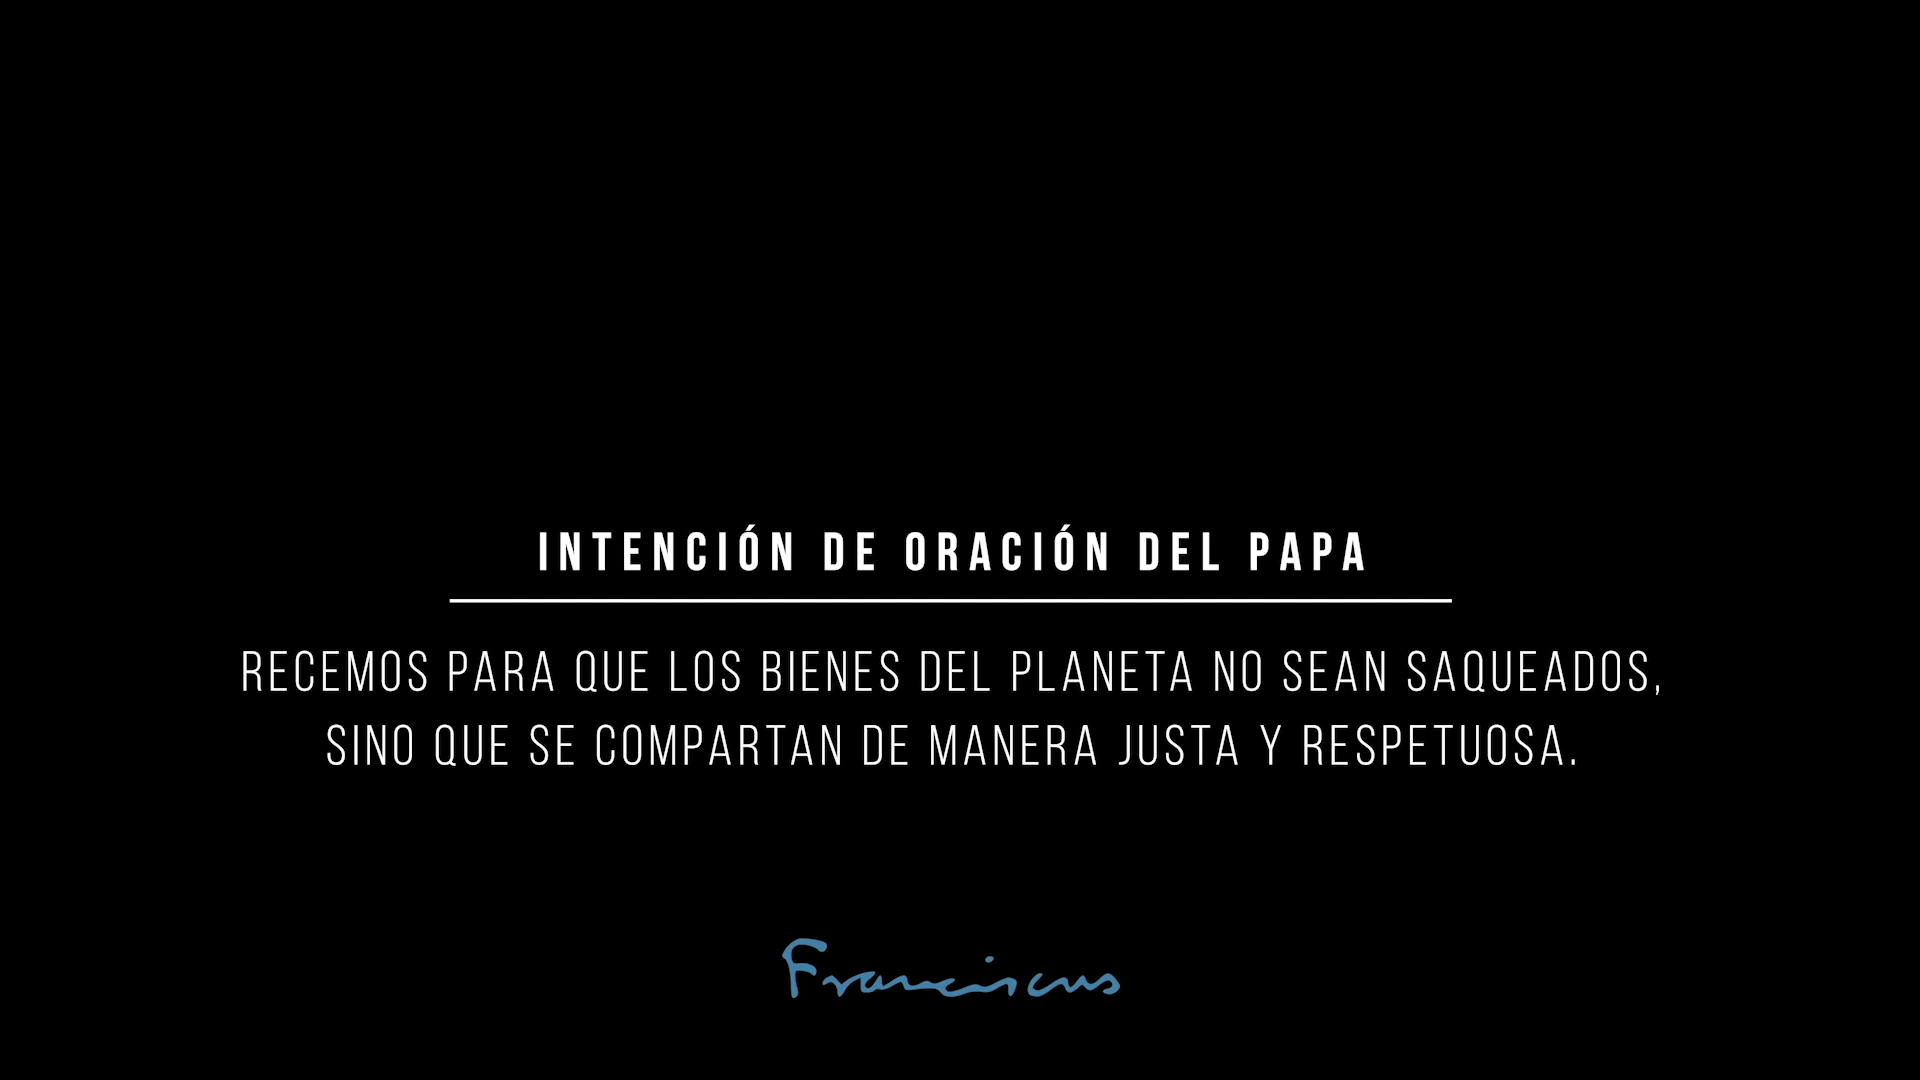 INTENCIÓN DE ORACIÓN DEL PAPA
RECEMOS PARA QUE LOS BIENES DEL PLANETA NO SEAN SAQUEADOS,
SINO QUE SE COMPARTAN DE MANERA JUSTA Y RESPETUOSA.
Franciscus